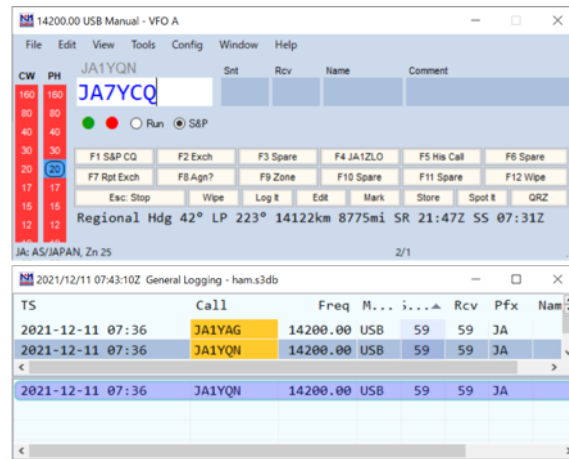 14200.00 USB Manual - VFO A
File Edit View Tools Config Window Help
CW PH JA1YQN Snt Rcv Name Comment
160 160 JA7YCQ
80 80
40 40 Run S&P
30 30 F1 S&P CQ F2 Exch F3 Spare F4 JA1ZLO F5 His Call F6 Spare
20 20 F7 Rpt Exch F8 Agn? F9 Zone F10 Spare F11 Spare F12 Wipe
17 17
15 15 Esc: Stop Wipe Log It Edit Mark Store Spot It QRZ
12 12 Regional Hdg 42° LP 223° 14122km 8775mi SR 21:47Z SS 07:31Z
JA: AS/JAPAN, Zn 25 2/1
2021/12/11 07:43:10Z General Logging - ham.s3db
TS Call Freq M... S... Rcv Pfx Nam
2021-12-11 07:36 JA1YAG 14200.00 USB 59 59 JA
2021-12-11 07:36 JA1YQN 14200.00 USB 59 59 JA
2021-12-11 07:36 JA1YQN 14200.00 USB 59 59 JA